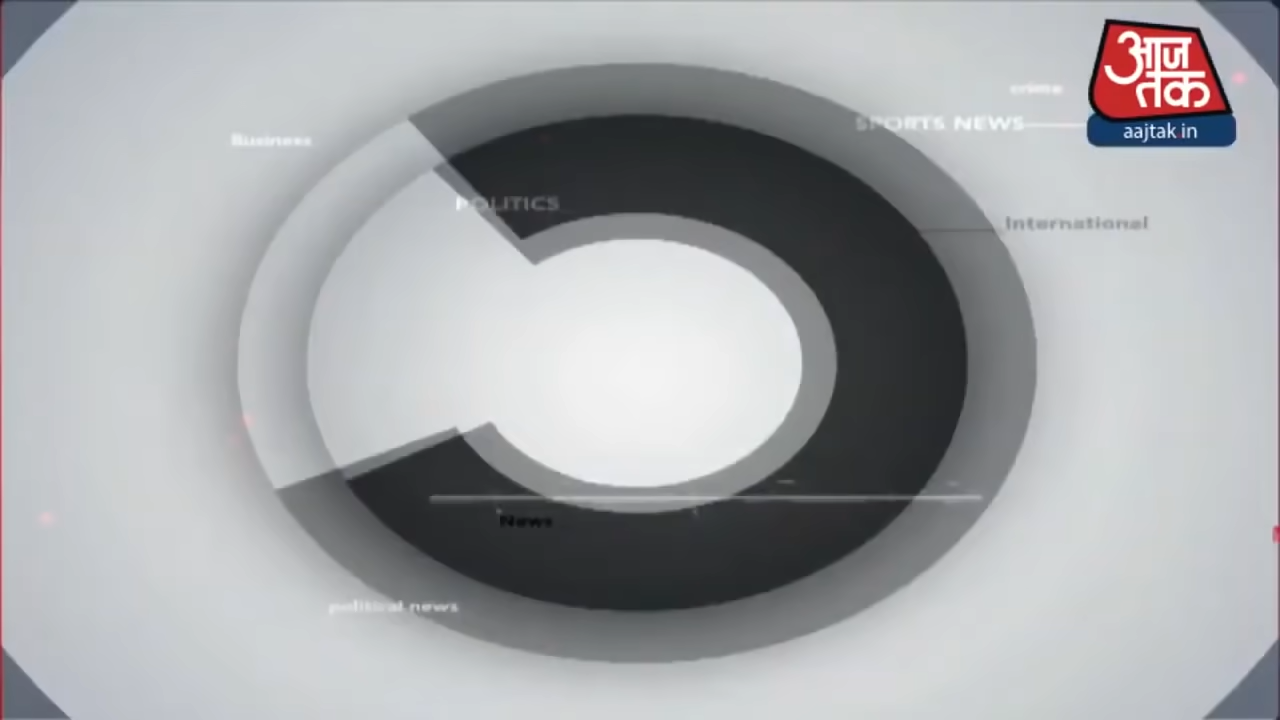 आज
तक
aajtak.in
crime
SPORTS NEWS
Business
POLITICS
International
News
political news